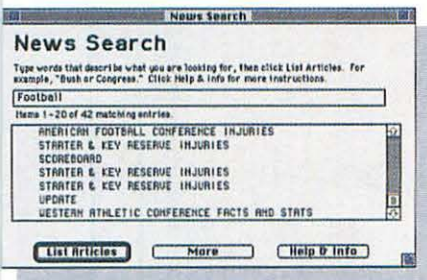 News Search
News Search
Type words that describe what you are looking for, then click List Articles. For
example, "Bush or Congress." Click Help & Info for more instructions.
Football
Items 1-20 of 42 matching entries.
AMERICAN FOOTBALL CONFERENCE INJURIES
STARTER & KEY RESERVE INJURIES
SCOREBOARD
STARTER & KEY RESERVE INJURIES
STARTER & KEY RESERVE INJURIES
UPDATE
WESTERN ATHLETIC CONFERENCE FACTS AND STATS
List Articles
More
Help & Info